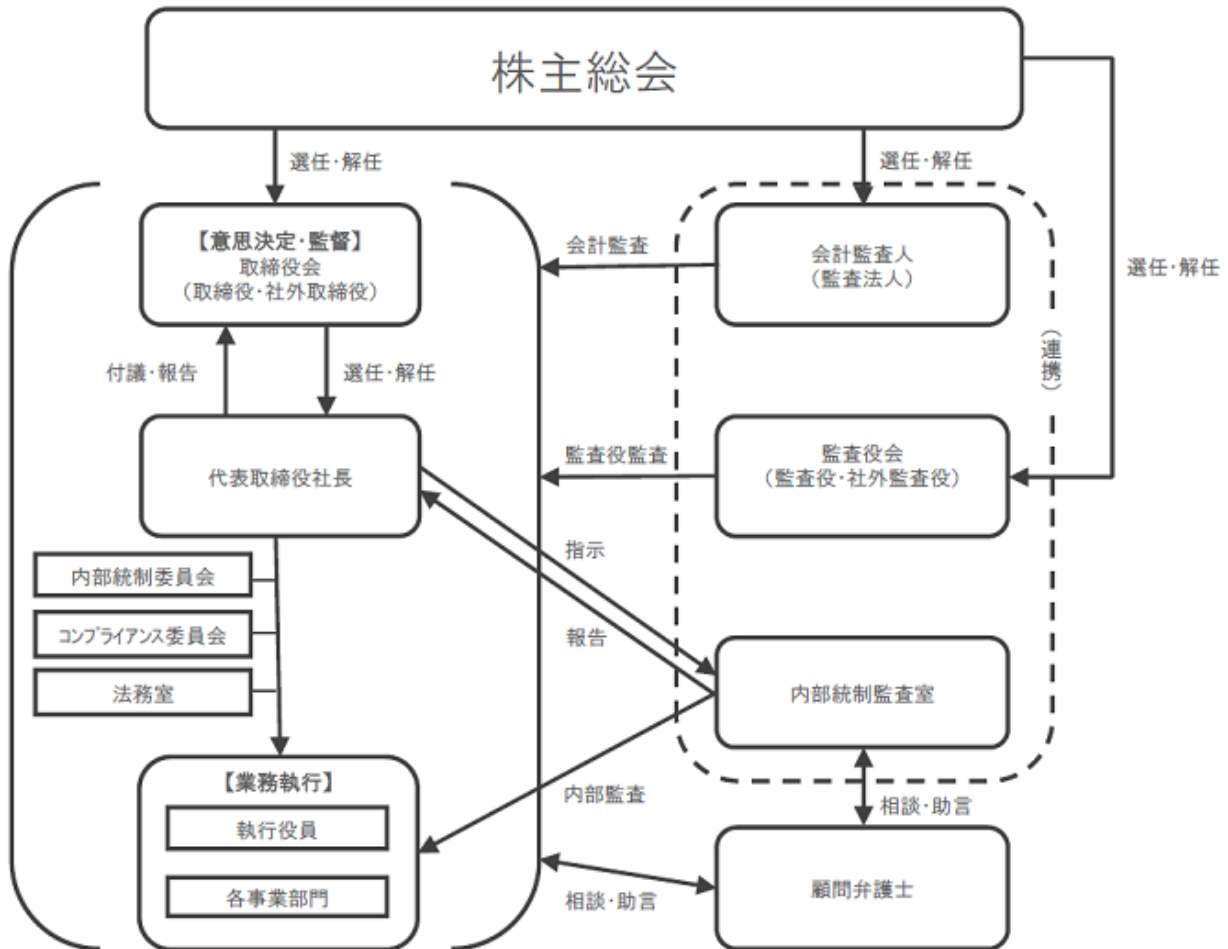 株主総会
選任・解任
選任・解任
選任・解任
【意思決定・監督】
取締役会
（取締役・社外取締役）
会計監査
会計監査人
（監査法人）
付議・報告
選任・解任
（連携）
代表取締役社長
監査役監査
監査役会
（監査役・社外監査役）
指示
報告
内部統制委員会
コンプライアンス委員会
法務室
内部統制監査室
【業務執行】
執行役員
各事業部門
内部監査
相談・助言
相談・助言
顧問弁護士